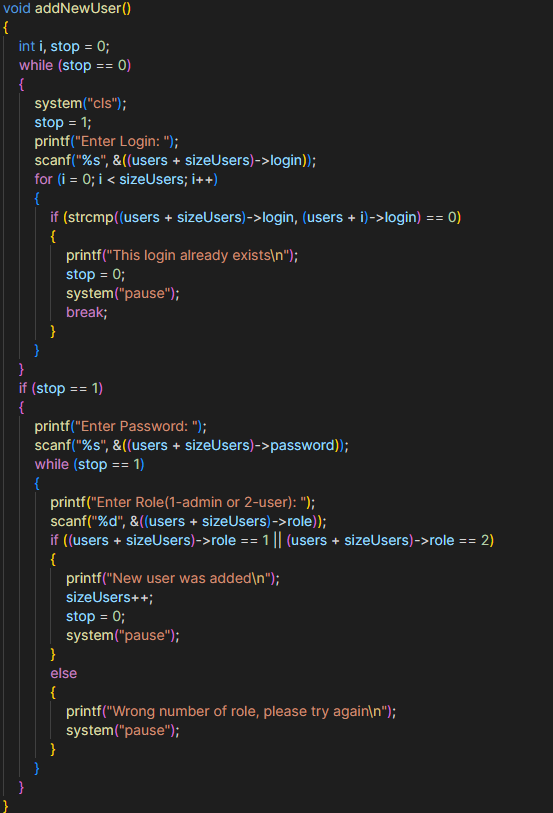 void addNewUser()
{
    int i, stop = 0;
    while (stop == 0)
    {
        system("cls");
        stop = 1;
        printf("Enter Login: ");
        scanf("%s", &((users + sizeUsers)->login));
        for (i = 0; i < sizeUsers; i++)
        {
            if (strcmp((users + sizeUsers)->login, (users + i)->login) == 0)
            {
                printf("This login already exists\n");
                stop = 0;
                system("pause");
                break;
            }
        }
    }
    if (stop == 1)
    {
        printf("Enter Password: ");
        scanf("%s", &((users + sizeUsers)->password));
        while (stop == 1)
        {
            printf("Enter Role(1-admin or 2-user): ");
            scanf("%d", &((users + sizeUsers)->role));
            if ((users + sizeUsers)->role == 1 || (users + sizeUsers)->role == 2)
            {
                printf("New user was added\n");
                sizeUsers++;
                stop = 0;
                system("pause");
            }
            else
            {
                printf("Wrong number of role, please try again\n");
                system("pause");
            }
        }
    }
}